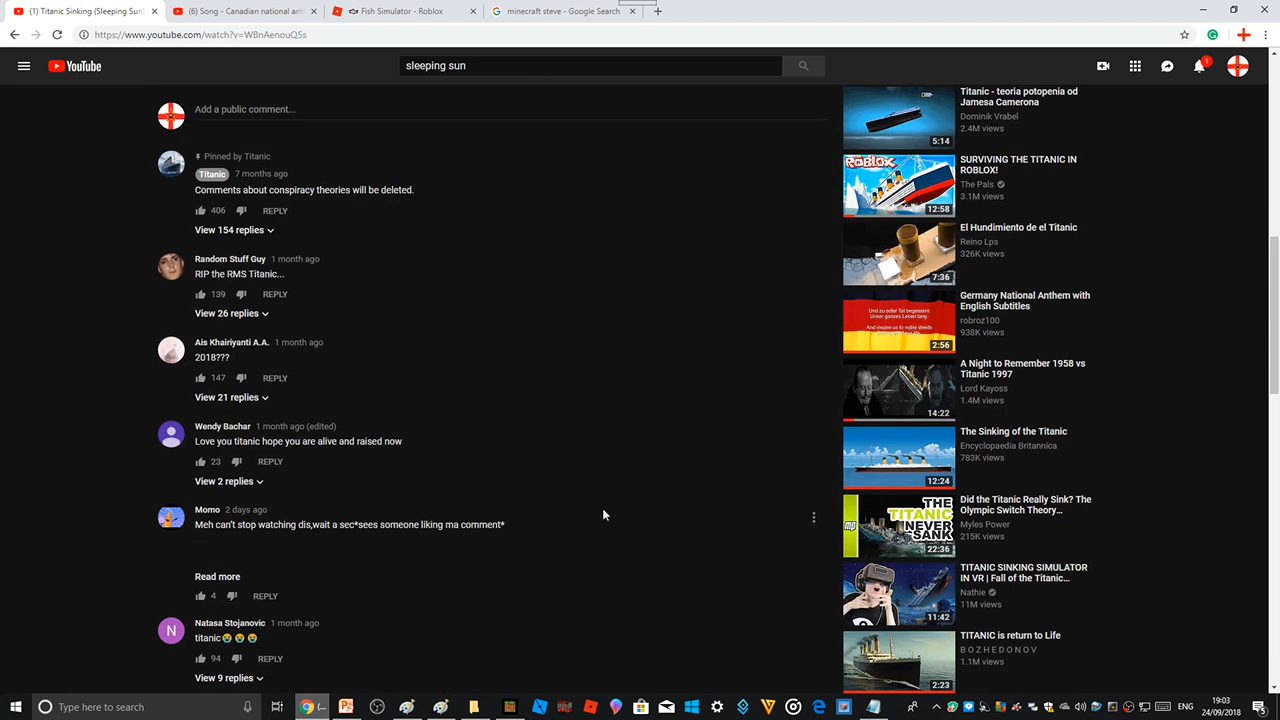 (1) Titanic Sinking (Sleeping Sun)
(6) Song - Canadian national ant
Fish Simulator - Roblox
minecraft steve - Google Search
https://www.youtube.com/watch?v=WBnAenouQ5s
YouTube
sleeping sun
1
Add a public comment...
Pinned by Titanic
Titanic 7 months ago
Comments about conspiracy theories will be deleted.
406 REPLY
View 154 replies
Random Stuff Guy 1 month ago
RIP the RMS Titanic...
139 REPLY
View 26 replies
Ais Khairiyanti A.A. 1 month ago
2018???
147 REPLY
View 21 replies
Wendy Bachar 1 month ago (edited)
Love you titanic hope you are alive and raised now
23 REPLY
View 2 replies
Momo 2 days ago
Meh can't stop watching dis,wait a sec*sees someone liking ma comment*
Read more
4 REPLY
N
Natasa Stojanovic 1 month ago
titanic😭😭😭
94 REPLY
View 9 replies
Titanic - teoria potopenia od
Jamesa Camerona
Dominik Vrabel
2.4M views
5:14
ROBLOX
SURVIVING THE TITANIC IN
ROBLOX!
The Pals
3.1M views
12:58
El Hundimiento de el Titanic
Reino Lps
326K views
7:36
Germany National Anthem with
English Subtitles
robroz100
938K views
2:56
A Night to Remember 1958 vs
Titanic 1997
Lord Kayoss
1.4M views
14:22
The Sinking of the Titanic
Encyclopaedia Britannica
783K views
12:24
THE
TITANIC
NEVER
SANK
mp
Did the Titanic Really Sink? The
Olympic Switch Theory...
Myles Power
215K views
22:36
TITANIC SINKING SIMULATOR
IN VR | Fall of the Titanic...
Nathie
11M views
11:42
TITANIC is return to Life
B O Z H E D O N O V
1.1M views
2:23
Type here to search
ENG
19:03
24/09/2018